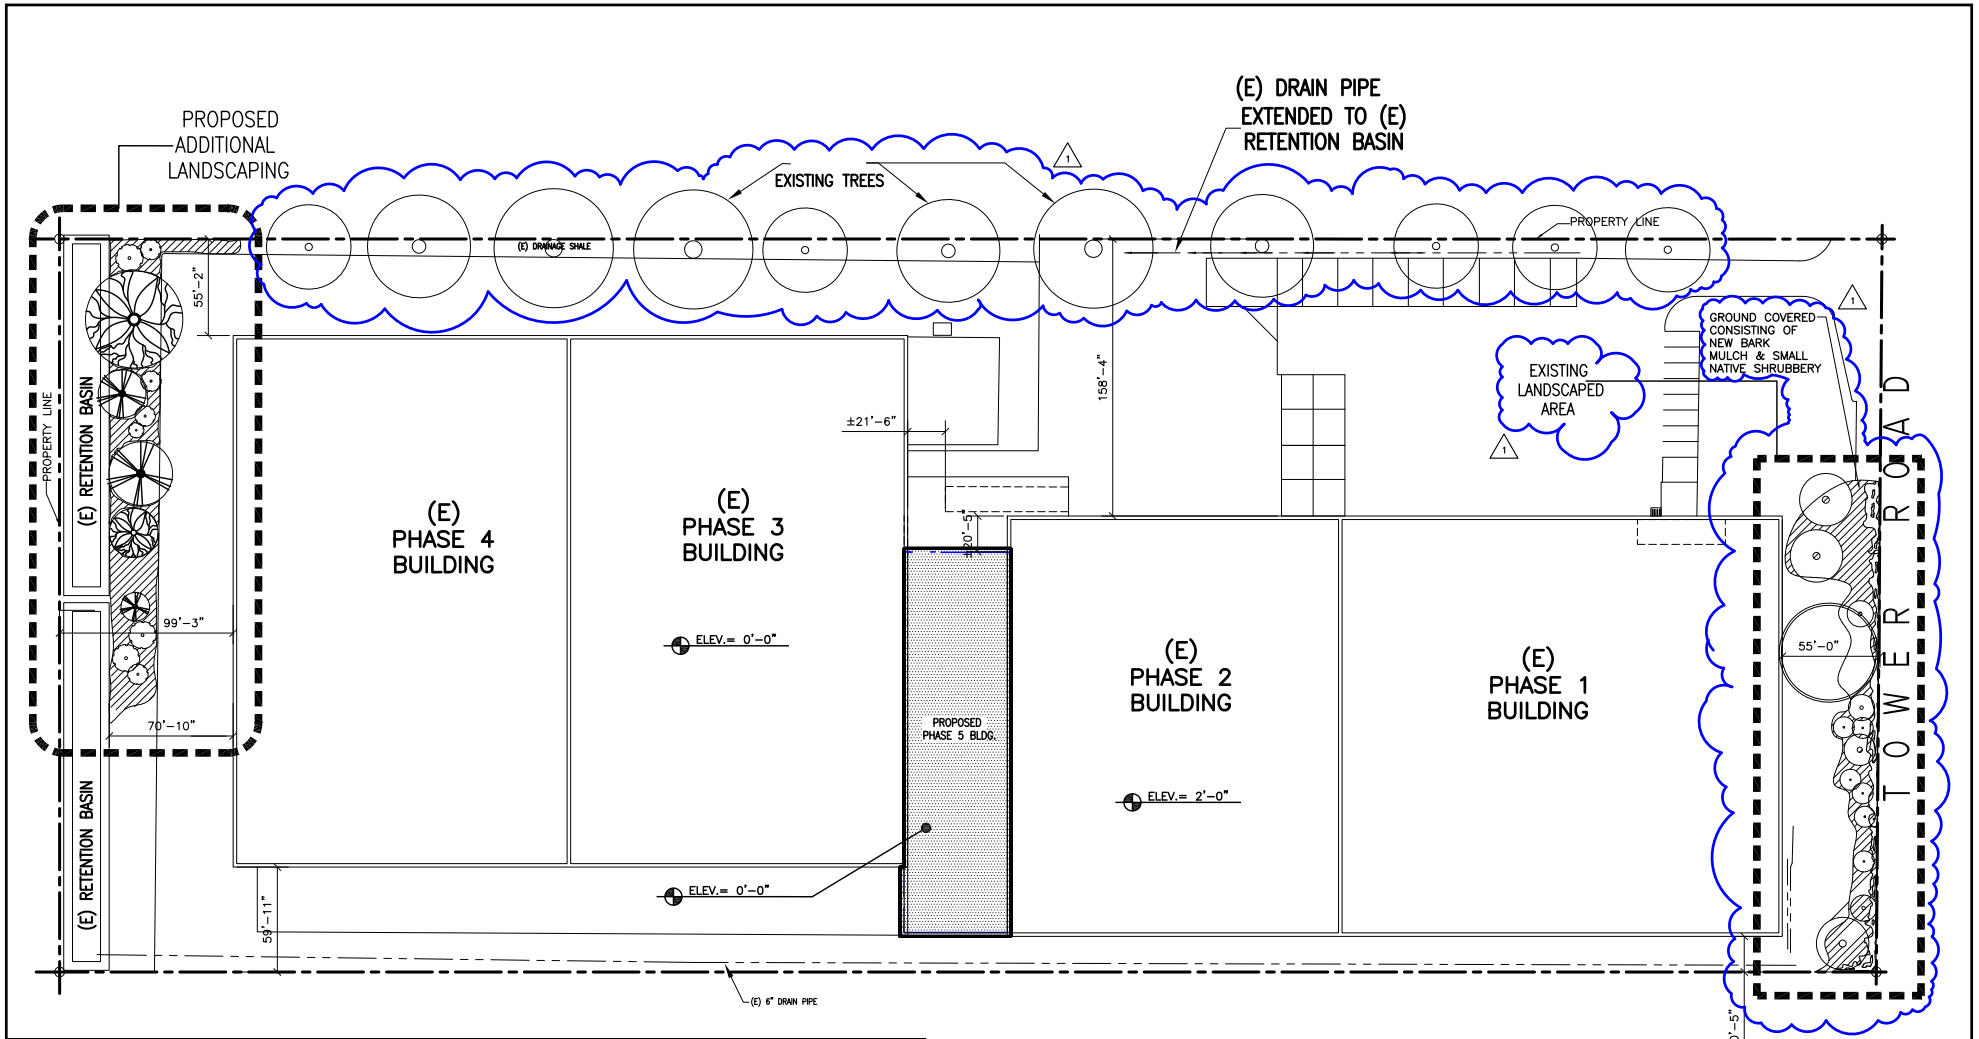 (E) DRAIN PIPE
EXTENDED TO (E)
RETENTION BASIN
PROPOSED
ADDITIONAL
LANDSCAPING
1
EXISTING TREES
PROPERTY LINE
(E) DRAINAGE SHALE
55'-2"
1
GROUND COVERED
CONSISTING OF
NEW BARK
MULCH & SMALL
NATIVE SHRUBBERY
EXISTING
LANDSCAPED
AREA
1
158'-4"
±21'-6"
PROPERTY LINE
(E) RETENTION BASIN
(E)
PHASE 4
BUILDING
(E)
PHASE 3
BUILDING
±20'-5"
TOWER ROAD
99'-3"
ELEV.= 0'-0"
(E)
PHASE 2
BUILDING
(E)
PHASE 1
BUILDING
55'-0"
70'-10"
PROPOSED
PHASE 5 BLDG.
ELEV.= 2'-0"
(E) RETENTION BASIN
ELEV.= 0'-0"
59'-11"
(E) 6" DRAIN PIPE